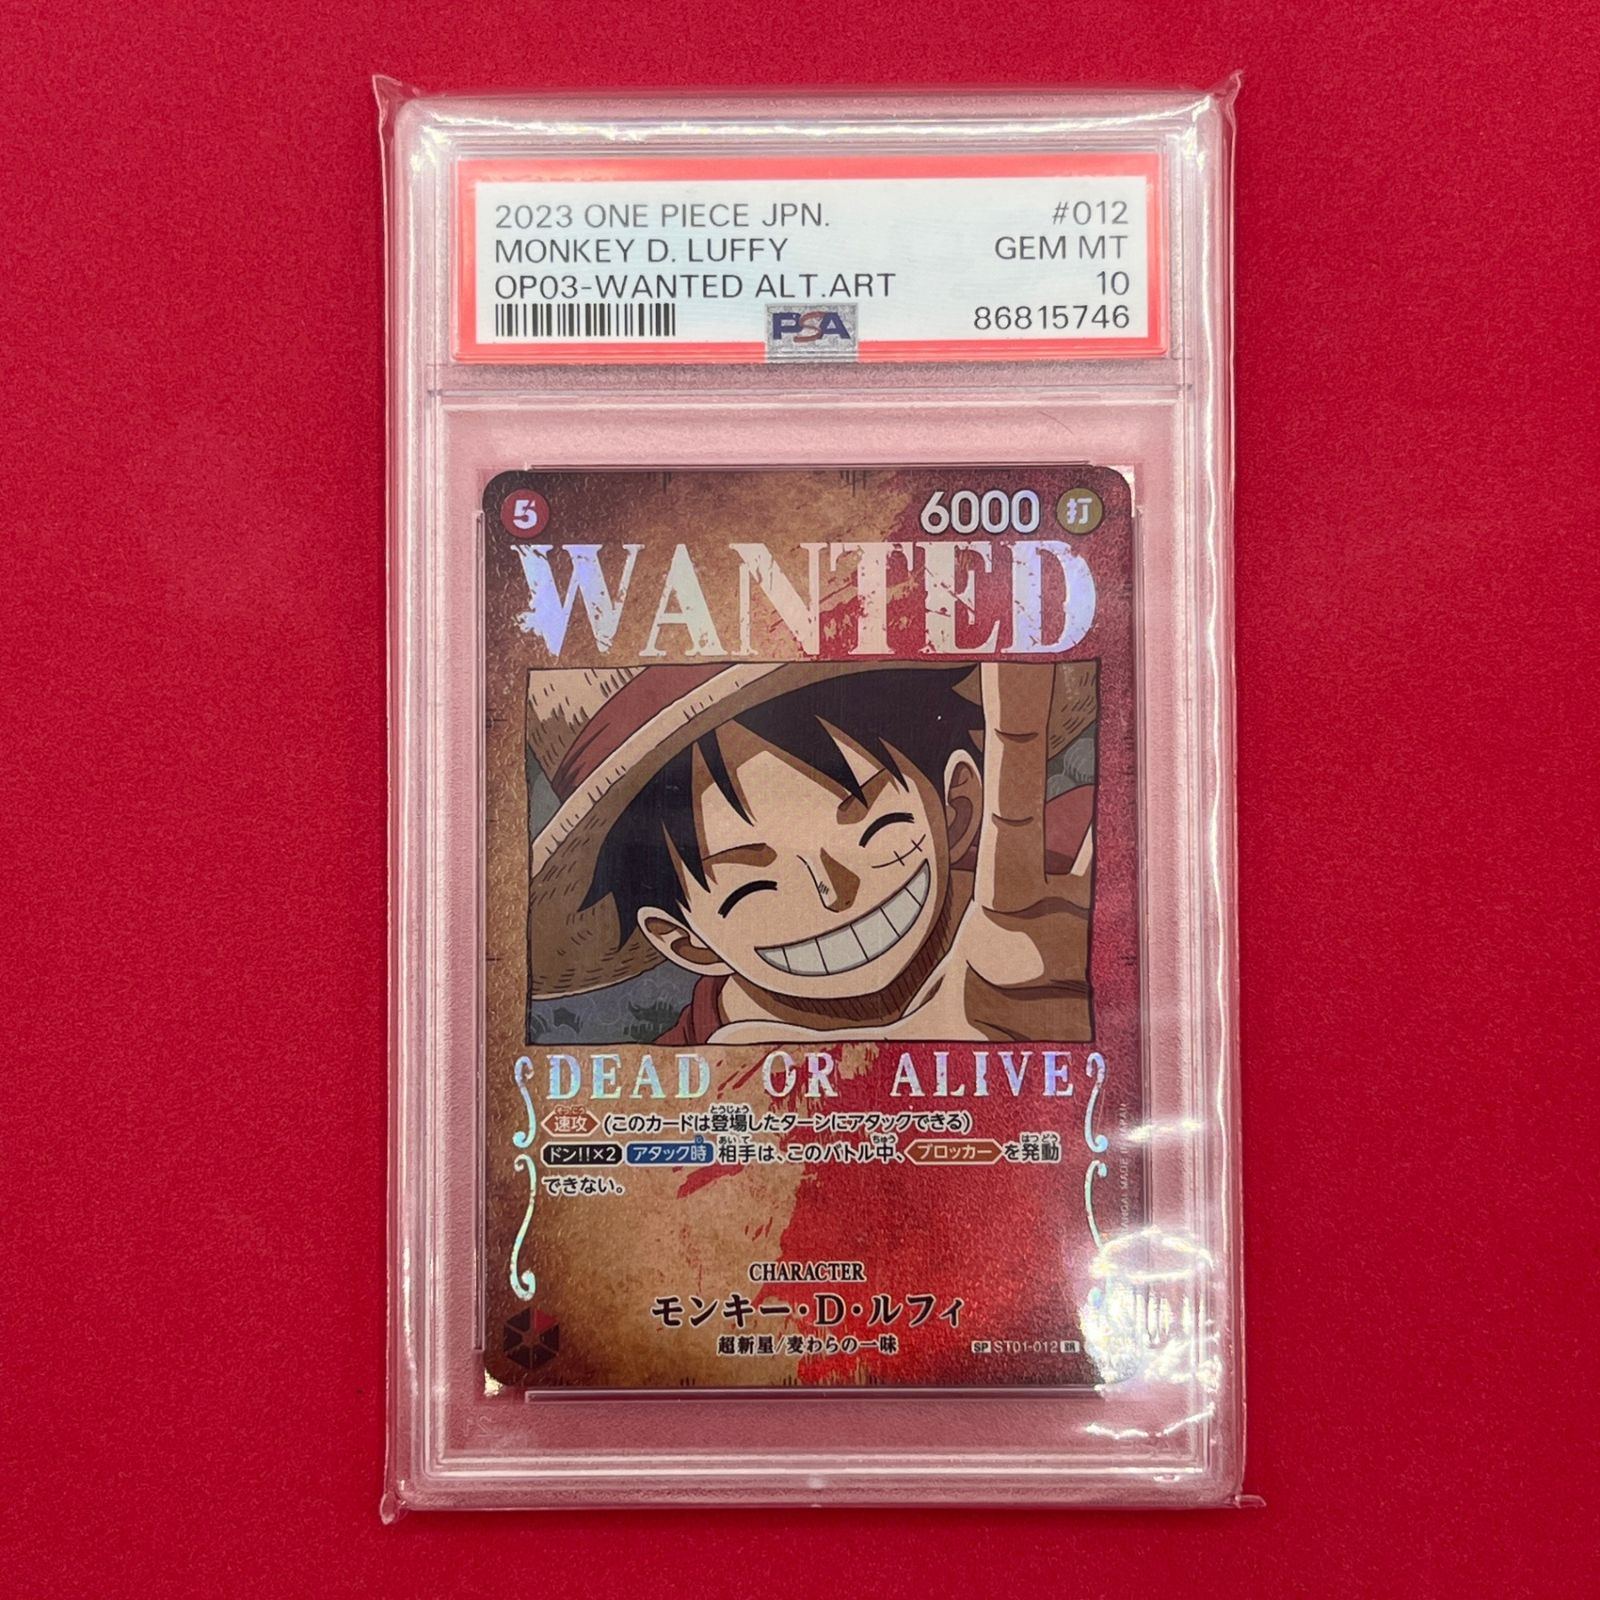 2023 ONE PIECE JPN. #012
MONKEY D. LUFFY GEM MT
OP03-WANTED ALT.ART 10
PSA 86815746
5 6000 打
WANTED
DEAD OR ALIVE
速攻 (このカードは登場したターンにアタックできる)
ドン!!×2 アタック時 相手は、このバトル中、ブロッカー を発動
できない。
CHARACTER
モンキー・D・ルフィ
超新星/麦わらの一味
SP ST01-012 SR